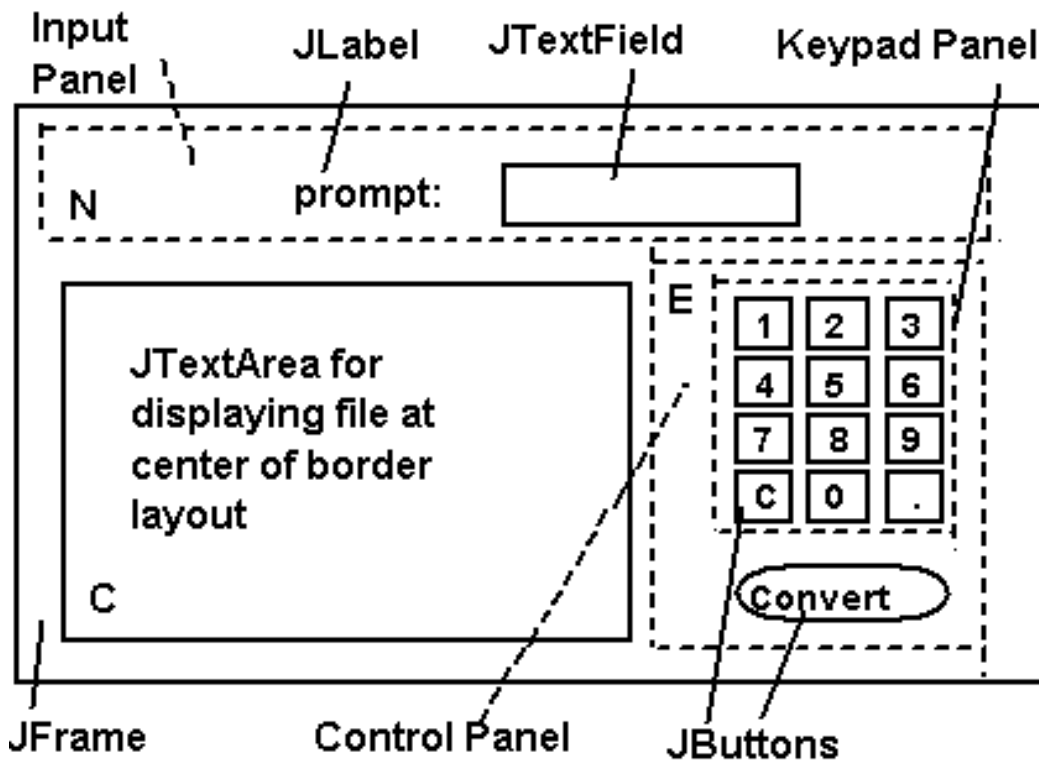 Input
Panel
JLabel
JTextField
Keypad Panel
N
prompt:
E
1 2 3
4 5 6
7 8 9
C 0 .
JTextArea for
displaying file at
center of border
layout
C
Convert
JFrame
Control Panel
JButtons